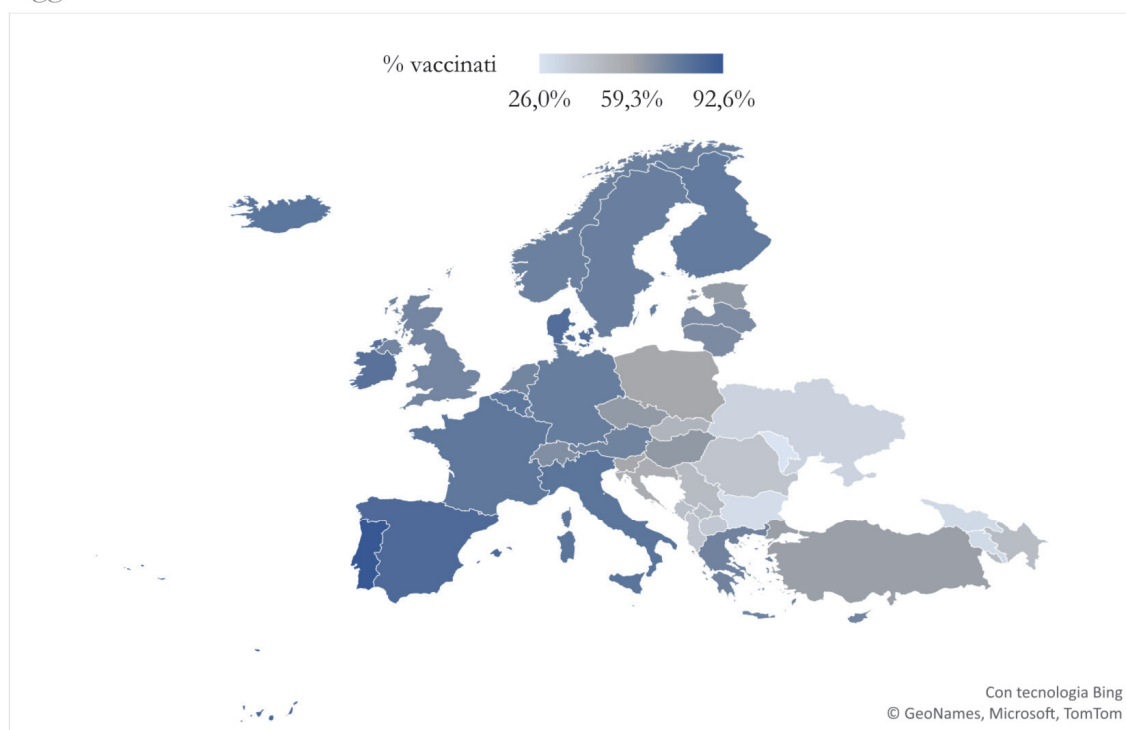 % vaccinati
26,0% 59,3% 92,6%
Con tecnologia Bing
© GeoNames, Microsoft, TomTom